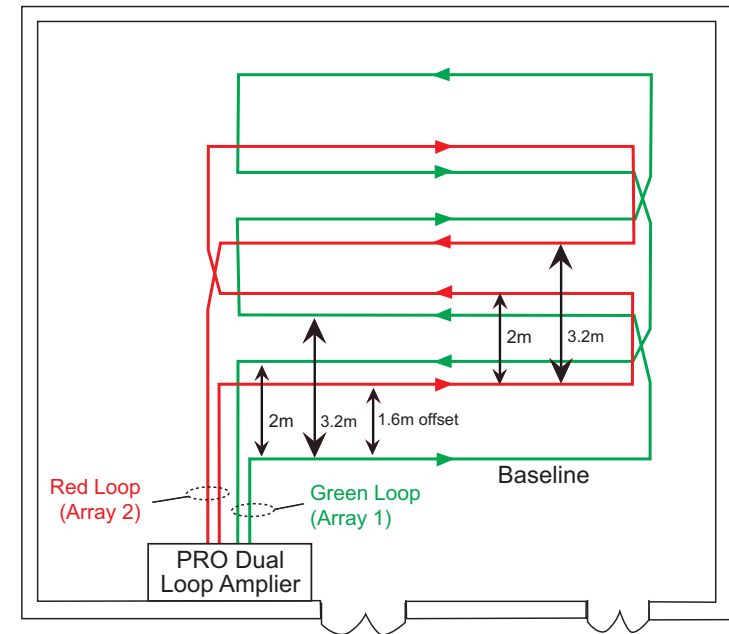 2m
3.2m
2m
3.2m
1.6m offset
Baseline
Red Loop
(Array 2)
Green Loop
(Array 1)
PRO Dual
Loop Amplier